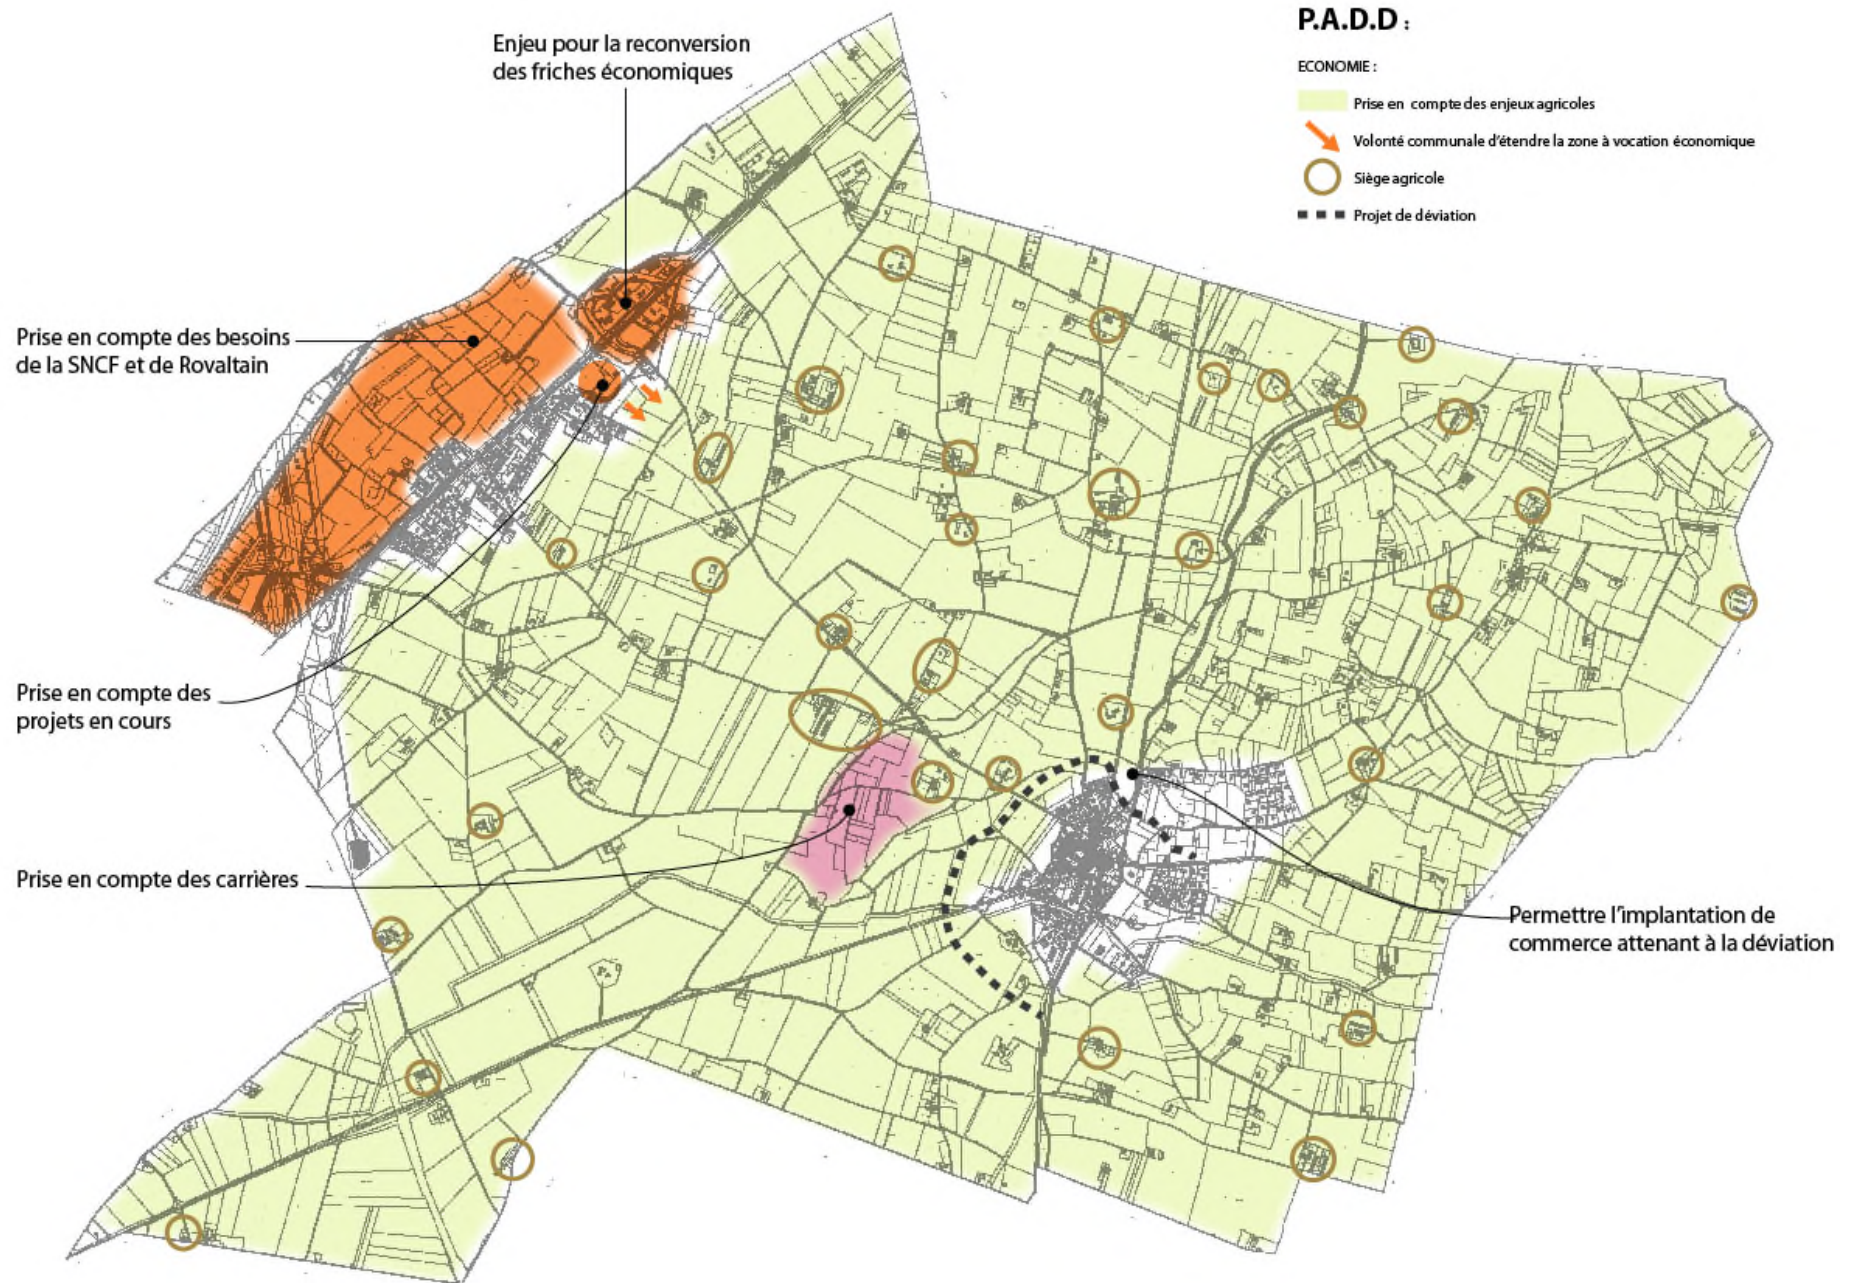 P.A.D.D :
ECONOMIE :
Prise en compte des enjeux agricoles
Volonté communale d'étendre la zone à vocation économique
Siège agricole
Projet de déviation
Enjeu pour la reconversion
des friches économiques
Prise en compte des besoins
de la SNCF et de Rovaltain
Prise en compte des
projets en cours
Prise en compte des carrières
Permettre l'implantation de
commerce attenant à la déviation